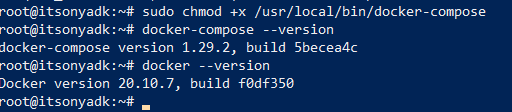 root@itsonyadk:~# sudo chmod +x /usr/local/bin/docker-compose
root@itsonyadk:~# docker-compose --version
docker-compose version 1.29.2, build 5becea4c
root@itsonyadk:~# docker --version
Docker version 20.10.7, build f0df350
root@itsonyadk:~#